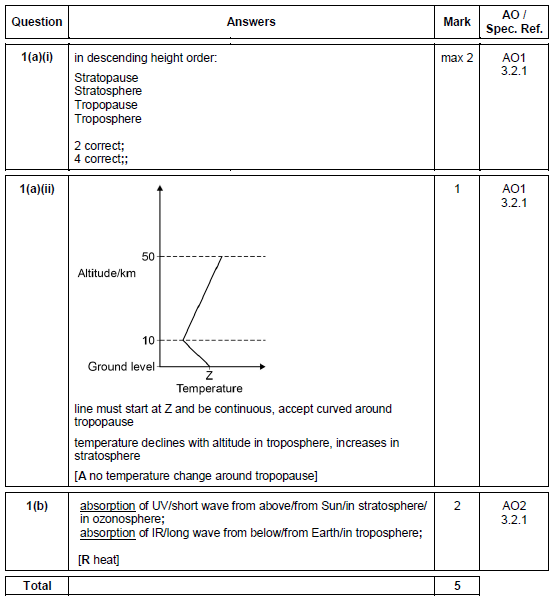 Question Answers Mark AO /
Spec. Ref.
1(a)(i) in descending height order: max 2 AO1
3.2.1
Stratopause
Stratosphere
Tropopause
Troposphere
2 correct;
4 correct;;
1(a)(ii) 1 AO1
3.2.1
50
Altitude/km
10
Ground level
Z
Temperature
line must start at Z and be continuous, accept curved around
tropopause
temperature declines with altitude in troposphere, increases in
stratosphere
[A no temperature change around tropopause]
1(b) absorption of UV/short wave from above/from Sun/in stratosphere/ 2 AO2
in ozonosphere; 3.2.1
absorption of IR/long wave from below/from Earth/in troposphere;
[R heat]
Total 5